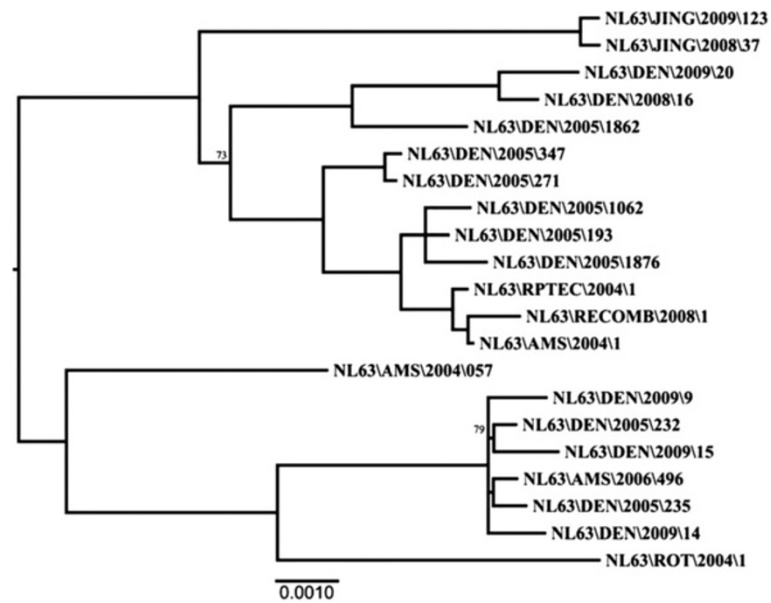 NL63\JING\2009\123
NL63\JING\2008\37
NL63\DEN\2009\20
NL63\DEN\2008\16
NL63\DEN\2005\1862
73
NL63\DEN\2005\347
NL63\DEN\2005\271
NL63\DEN\2005\1062
NL63\DEN\2005\193
NL63\DEN\2005\1876
NL63\RPTEC\2004\1
NL63\RECOMB\2008\1
NL63\AMS\2004\1
NL63\AMS\2004\057
NL63\DEN\2009\9
79
NL63\DEN\2005\232
NL63\DEN\2009\15
NL63\AMS\2006\496
NL63\DEN\2005\235
NL63\DEN\2009\14
NL63\ROT\2004\1
0.0010